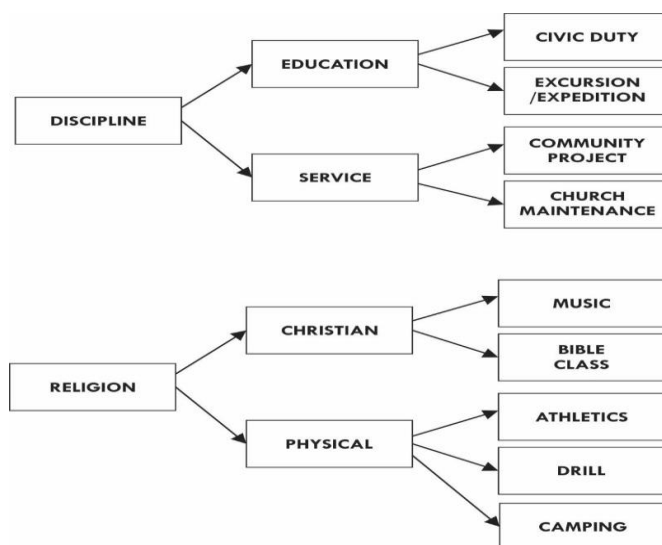 DISCIPLINE
EDUCATION
CIVIC DUTY
EXCURSION
/EXPEDITION
SERVICE
COMMUNITY
PROJECT
CHURCH
MAINTENANCE
RELIGION
CHRISTIAN
MUSIC
BIBLE
CLASS
PHYSICAL
ATHLETICS
DRILL
CAMPING